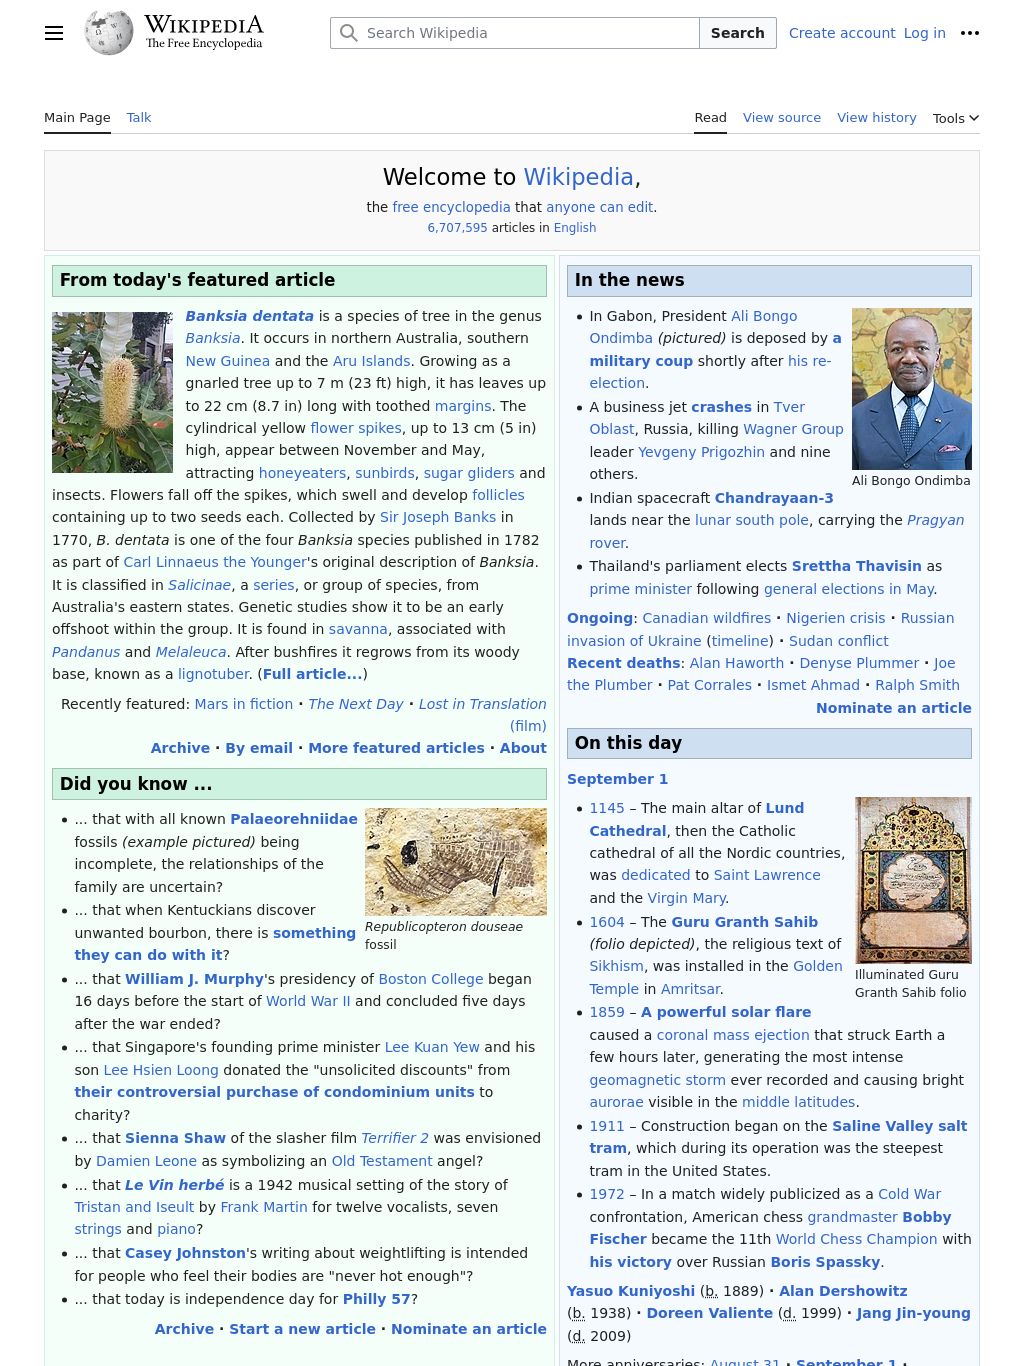 WIKIPEDIA
The Free Encyclopedia
Search Wikipedia
Search
Create account
Log in
Main Page
Talk
Read
View source
View history
Tools
Welcome to Wikipedia,
the free encyclopedia that anyone can edit.
6,707,595 articles in English
From today's featured article
Banksia dentata is a species of tree in the genus
Banksia. It occurs in northern Australia, southern
New Guinea and the Aru Islands. Growing as a
gnarled tree up to 7 m (23 ft) high, it has leaves up
to 22 cm (8.7 in) long with toothed margins. The
cylindrical yellow flower spikes, up to 13 cm (5 in)
high, appear between November and May,
attracting honeyeaters, sunbirds, sugar gliders and
insects. Flowers fall off the spikes, which swell and develop follicles
containing up to two seeds each. Collected by Sir Joseph Banks in
1770, B. dentata is one of the four Banksia species published in 1782
as part of Carl Linnaeus the Younger's original description of Banksia.
It is classified in Salicinae, a series, or group of species, from
Australia's eastern states. Genetic studies show it to be an early
offshoot within the group. It is found in savanna, associated with
Pandanus and Melaleuca. After bushfires it regrows from its woody
base, known as a lignotuber. (Full article...)
Recently featured: Mars in fiction · The Next Day · Lost in Translation
(film)
Archive · By email · More featured articles · About
Did you know ...
... that with all known Palaeorehniidae
fossils (example pictured) being
incomplete, the relationships of the
family are uncertain?
... that when Kentuckians discover
unwanted bourbon, there is something
they can do with it?
Republicopteron douseae
fossil
... that William J. Murphy's presidency of Boston College began
16 days before the start of World War II and concluded five days
after the war ended?
... that Singapore's founding prime minister Lee Kuan Yew and his
son Lee Hsien Loong donated the "unsolicited discounts" from
their controversial purchase of condominium units to
charity?
... that Sienna Shaw of the slasher film Terrifier 2 was envisioned
by Damien Leone as symbolizing an Old Testament angel?
... that Le Vin herbé is a 1942 musical setting of the story of
Tristan and Iseult by Frank Martin for twelve vocalists, seven
strings and piano?
... that Casey Johnston's writing about weightlifting is intended
for people who feel their bodies are "never hot enough"?
... that today is independence day for Philly 57?
Archive · Start a new article · Nominate an article
In the news
In Gabon, President Ali Bongo
Ondimba (pictured) is deposed by a
military coup shortly after his re-
election.
A business jet crashes in Tver
Oblast, Russia, killing Wagner Group
leader Yevgeny Prigozhin and nine
others.
Ali Bongo Ondimba
Indian spacecraft Chandrayaan-3
lands near the lunar south pole, carrying the Pragyan
rover.
Thailand's parliament elects Srettha Thavisin as
prime minister following general elections in May.
Ongoing: Canadian wildfires · Nigerien crisis · Russian
invasion of Ukraine (timeline) · Sudan conflict
Recent deaths: Alan Haworth · Denyse Plummer · Joe
the Plumber · Pat Corrales · Ismet Ahmad · Ralph Smith
Nominate an article
On this day
September 1
1145 – The main altar of Lund
Cathedral, then the Catholic
cathedral of all the Nordic countries,
was dedicated to Saint Lawrence
and the Virgin Mary.
1604 – The Guru Granth Sahib
(folio depicted), the religious text of
Sikhism, was installed in the Golden
Temple in Amritsar.
Illuminated Guru
Granth Sahib folio
1859 – A powerful solar flare
caused a coronal mass ejection that struck Earth a
few hours later, generating the most intense
geomagnetic storm ever recorded and causing bright
aurorae visible in the middle latitudes.
1911 – Construction began on the Saline Valley salt
tram, which during its operation was the steepest
tram in the United States.
1972 – In a match widely publicized as a Cold War
confrontation, American chess grandmaster Bobby
Fischer became the 11th World Chess Champion with
his victory over Russian Boris Spassky.
Yasuo Kuniyoshi (b. 1889) · Alan Dershowitz
(b. 1938) · Doreen Valiente (d. 1999) · Jang Jin-young
(d. 2009)
More anniversaries: August 31 · September 1 ·